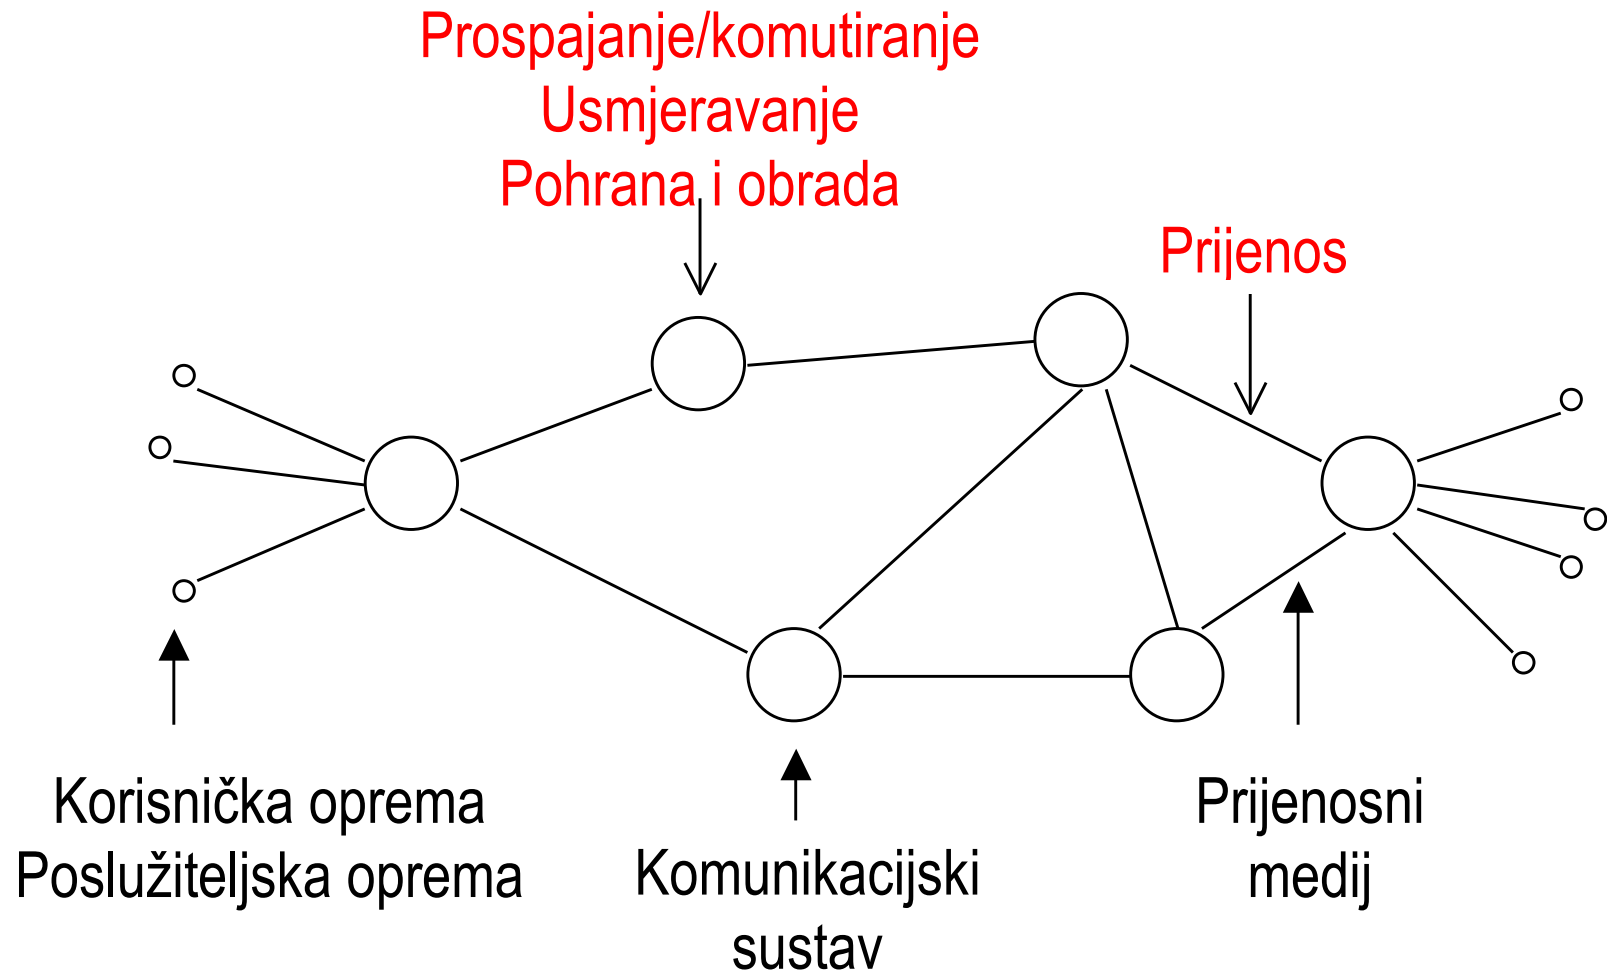 Prospajanje/komutiranje
Usmjeravanje
Pohrana i obrada
Prijenos
Korisnička oprema
Poslužiteljska oprema
Komunikacijski
sustav
Prijenosni
medij